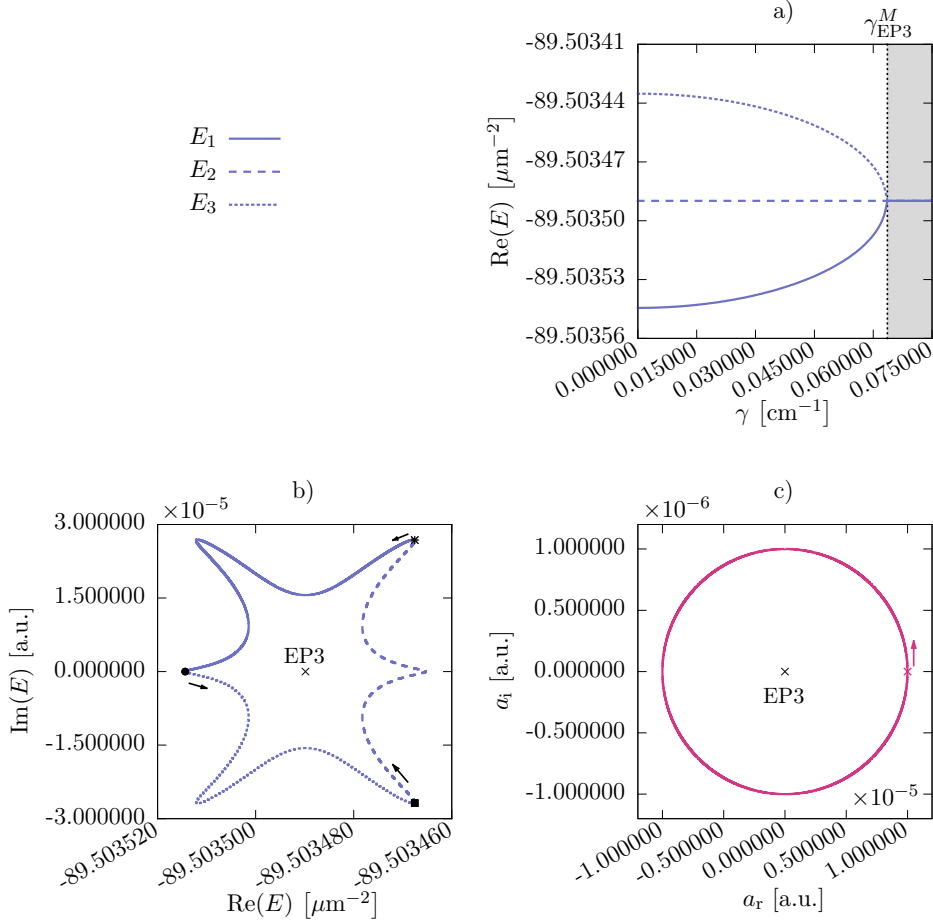 a)
γ_EP3^M
E₁
E₂
E₃
Re(E) [μm⁻²]
-89.50341
-89.50344
-89.50347
-89.50350
-89.50353
-89.50356
0.000000
0.015000
0.030000
0.045000
0.060000
0.075000
γ [cm⁻¹]
b)
×10⁻⁵
Im(E) [a.u.]
3.000000
1.500000
0.000000
-1.500000
-3.000000
EP3
-89.503520
-89.503500
-89.503480
-89.503460
Re(E) [μm⁻²]
c)
×10⁻⁶
a_i [a.u.]
1.000000
0.500000
0.000000
-0.500000
-1.000000
EP3
×10⁻⁵
-1.000000
-0.500000
0.000000
0.500000
1.000000
a_r [a.u.]